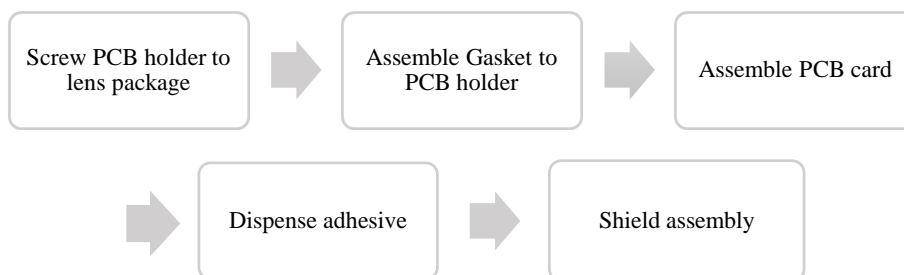 Screw PCB holder to
lens package
Assemble Gasket to
PCB holder
Assemble PCB card
Dispense adhesive
Shield assembly